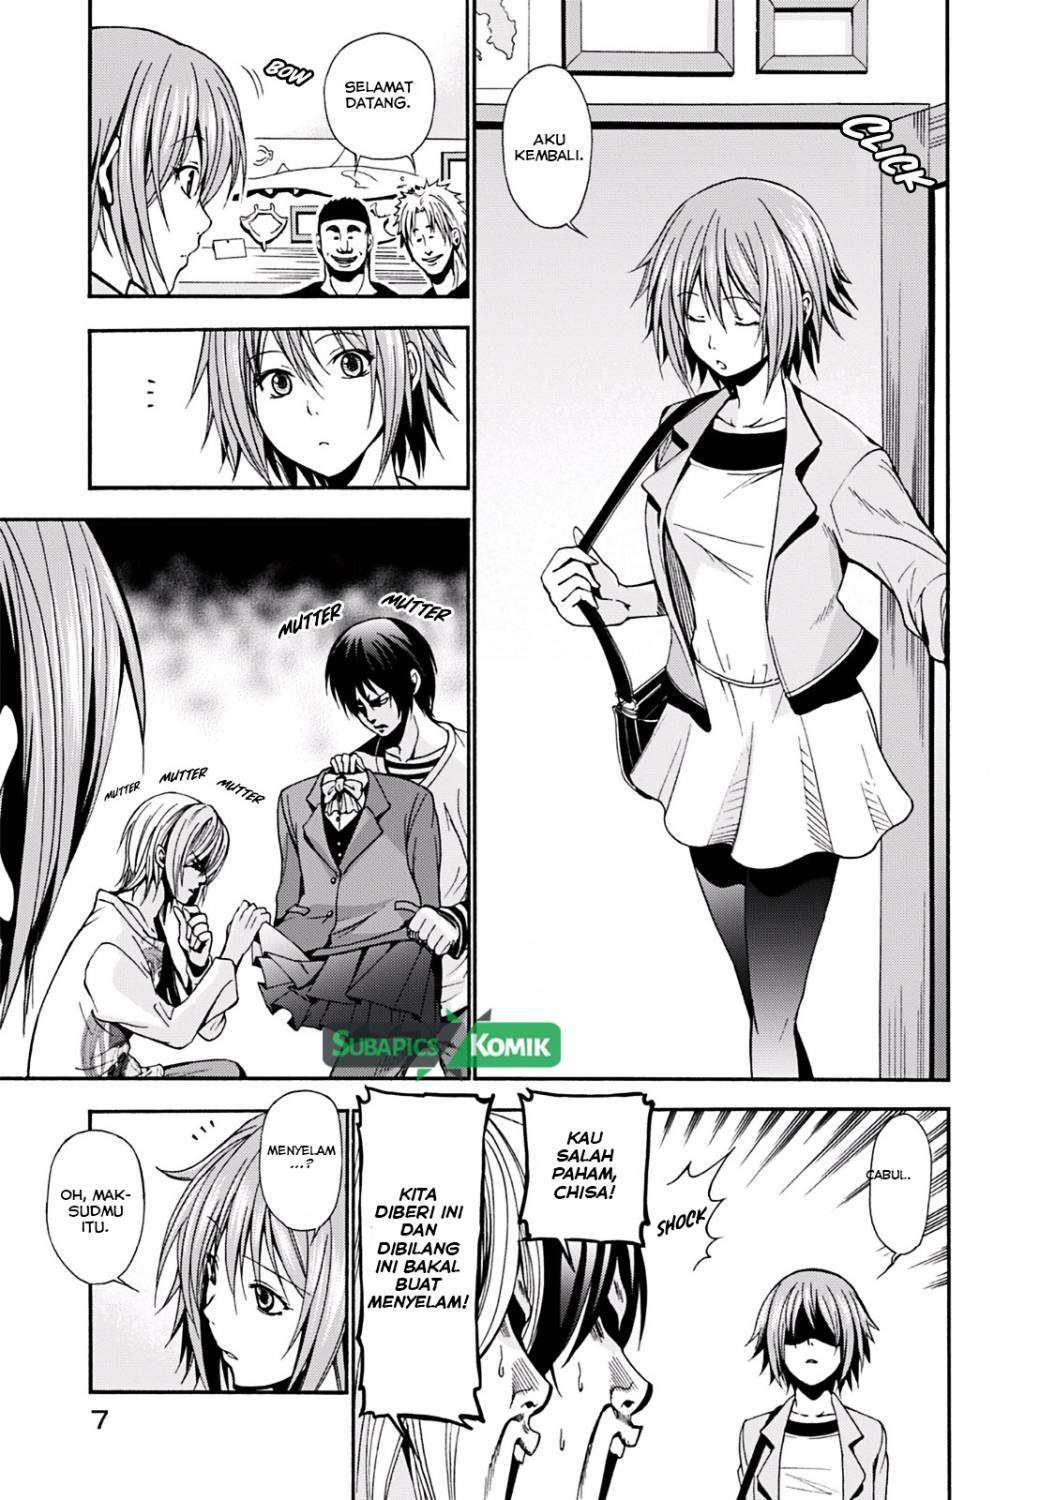 CLICK
AKU
KEMBALI.
BOW
SELAMAT
DATANG.
MUTTER
MUTTER
MUTTER
MUTTER
MUTTER
SUBAPICS KOMIK
CABUL..
SHOCK
KAU
SALAH
PAHAM,
CHISA!
KITA
DIBERI INI
DAN
DIBILANG
INI BAKAL
BUAT
MENYELAM!
MENYELAM
...?
OH, MAK-
SUDMU
ITU.
7